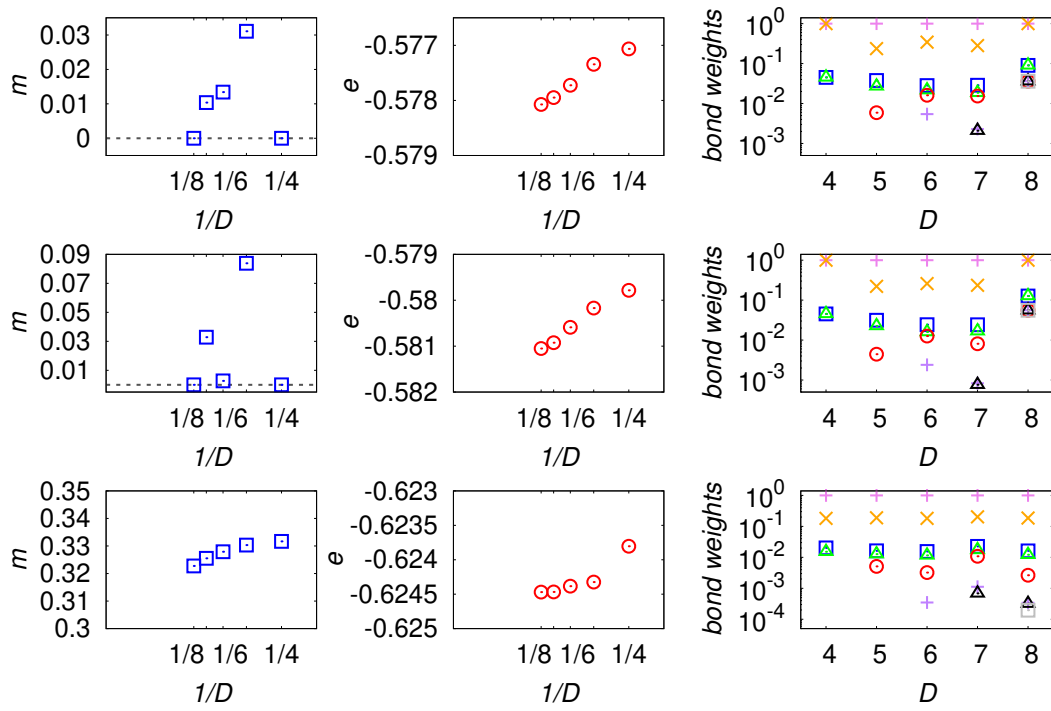 m
0.03
0.03
0.01
0
1/8 1/6 1/4
1/D
e
-0.577
-0.578
-0.579
1/8 1/6 1/4
1/D
bond weights
10^0
10^-1
10^-2
10^-3
4 5 6 7 8
D
m
0.09
0.07
0.05
0.03
0.01
1/8 1/6 1/4
1/D
e
-0.579
-0.58
-0.581
-0.582
1/8 1/6 1/4
1/D
bond weights
10^0
10^-1
10^-2
10^-3
4 5 6 7 8
D
m
0.35
0.34
0.33
0.32
0.31
0.3
1/8 1/6 1/4
1/D
e
-0.623
-0.6235
-0.624
-0.6245
-0.625
1/8 1/6 1/4
1/D
bond weights
10^0
10^-1
10^-2
10^-3
10^-4
4 5 6 7 8
D